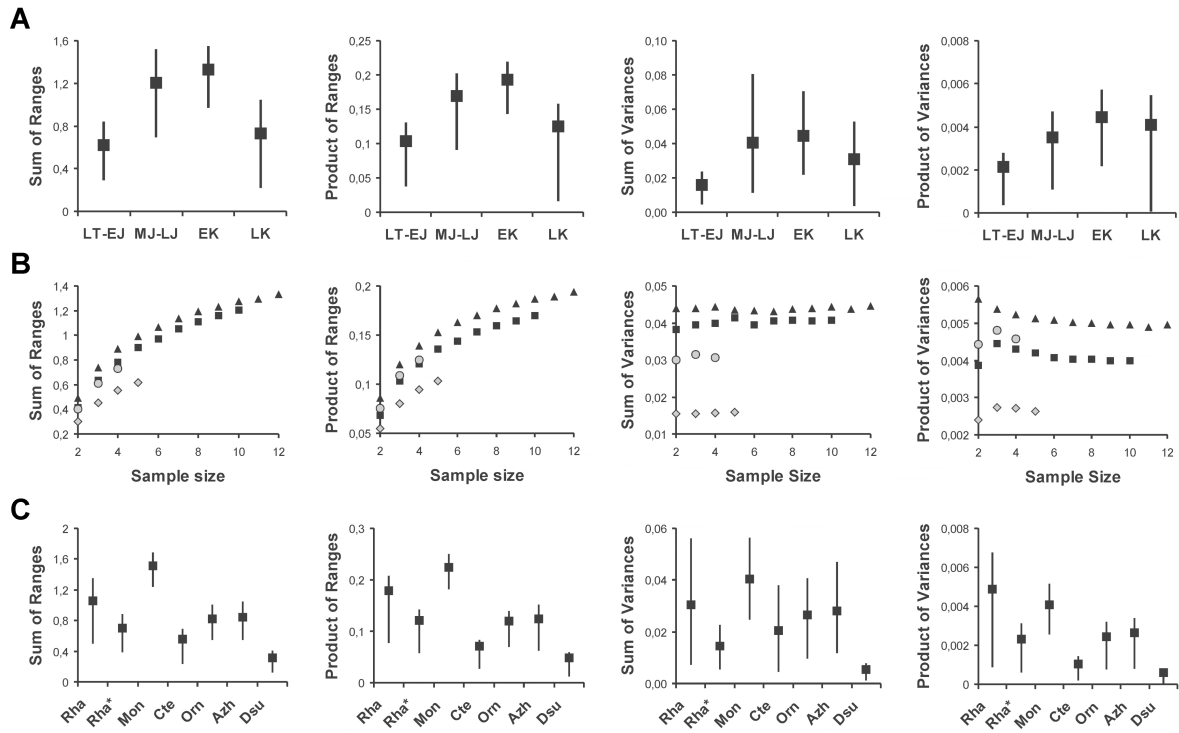 A
Sum of Ranges
1,6
1,2
0,8
0,4
0
LT-EJ MJ-LJ EK LK
Product of Ranges
0,25
0,2
0,15
0,1
0,05
0
LT-EJ MJ-LJ EK LK
Sum of Variances
0,10
0,08
0,06
0,04
0,02
0,00
LT-EJ MJ-LJ EK LK
Product of Variances
0,008
0,006
0,004
0,002
0
LT-EJ MJ-LJ EK LK
B
Sum of Ranges
1,4
1,2
1
0,8
0,6
0,4
0,2
2 4 6 8 10 12
Sample size
Product of Ranges
0,2
0,15
0,1
0,05
2 4 6 8 10 12
Sample size
Sum of Variances
0,05
0,04
0,03
0,02
0,01
2 4 6 8 10 12
Sample Size
Product of Variances
0,006
0,005
0,004
0,003
0,002
2 4 6 8 10 12
Sample Size
C
Sum of Ranges
2
1,6
1,2
0,8
0,4
0
Rha Rha* Mon Cte Orn Azh Dsu
Product of Ranges
0,3
0,2
0,1
0
Rha Rha* Mon Cte Orn Azh Dsu
Sum of Variances
0,06
0,04
0,02
0,00
Rha Rha* Mon Cte Orn Azh Dsu
Product of Variances
0,008
0,006
0,004
0,002
0
Rha Rha* Mon Cte Orn Azh Dsu